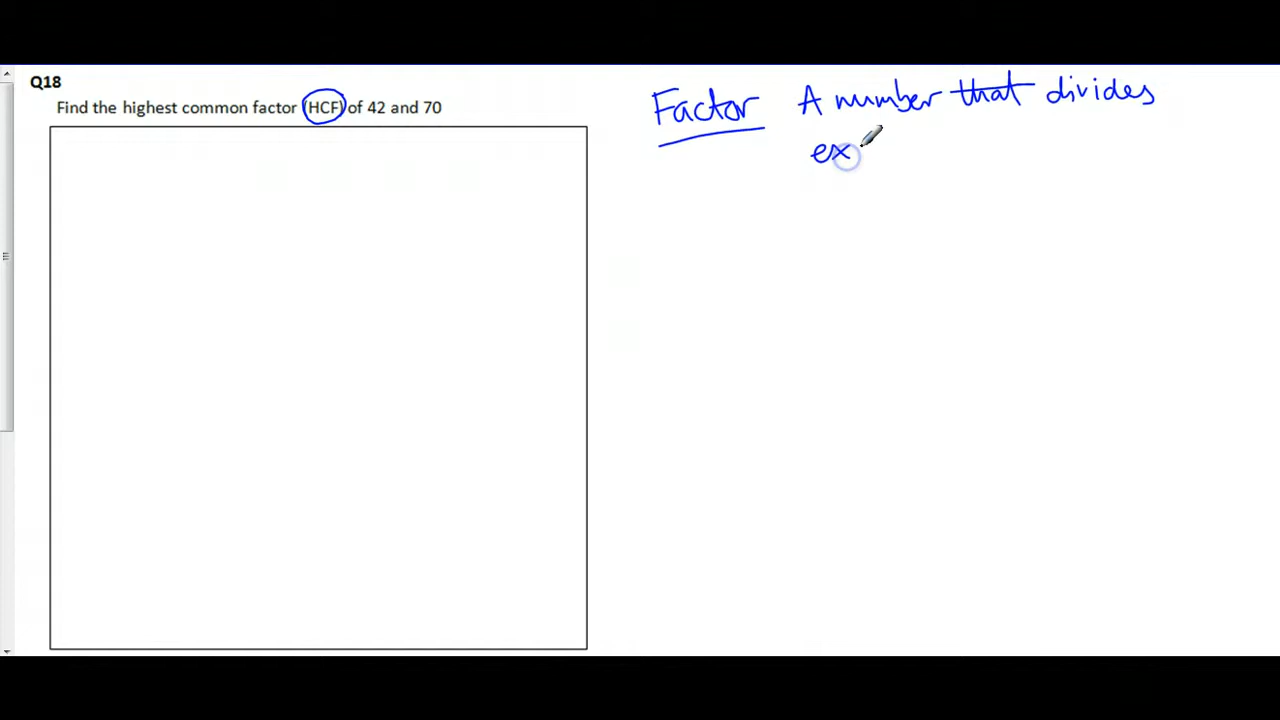 Q18
Find the highest common factor (HCF) of 42 and 70
Factor A number that divides
ex